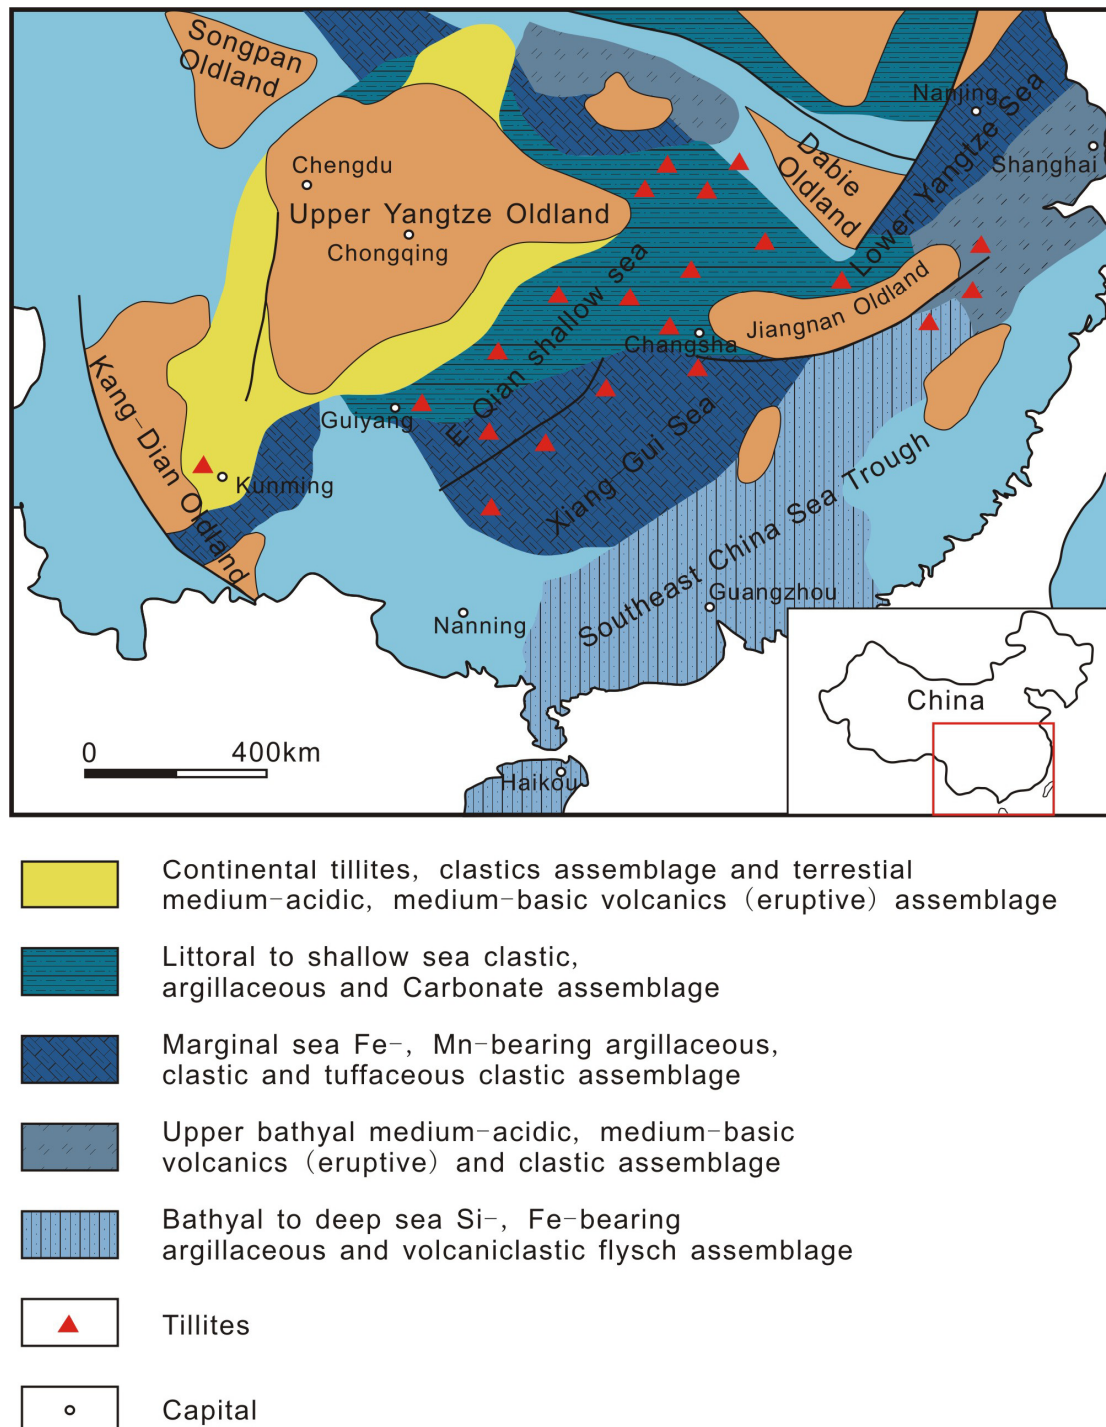 Songpan
Oldland
Nanjing
Shanghai
Dabie
Oldland
Lower Yangtze Sea
Chengdu
Upper Yangtze Oldland
Chongqing
Jiangnan Oldland
Changsha
E Qian shallow sea
Guiyang
Kang-Dian Oldland
Kunming
Xiang Gui Sea
Southeast China Sea Trough
Guangzhou
Nanning
Haikou
China
0 400km
Continental tillites, clastics assemblage and terrestial
medium-acidic, medium-basic volcanics (eruptive) assemblage
Littoral to shallow sea clastic,
argillaceous and Carbonate assemblage
Marginal sea Fe-, Mn-bearing argillaceous,
clastic and tuffaceous clastic assemblage
Upper bathyal medium-acidic, medium-basic
volcanics (eruptive) and clastic assemblage
Bathyal to deep sea Si-, Fe-bearing
argillaceous and volcaniclastic flysch assemblage
Tillites
Capital